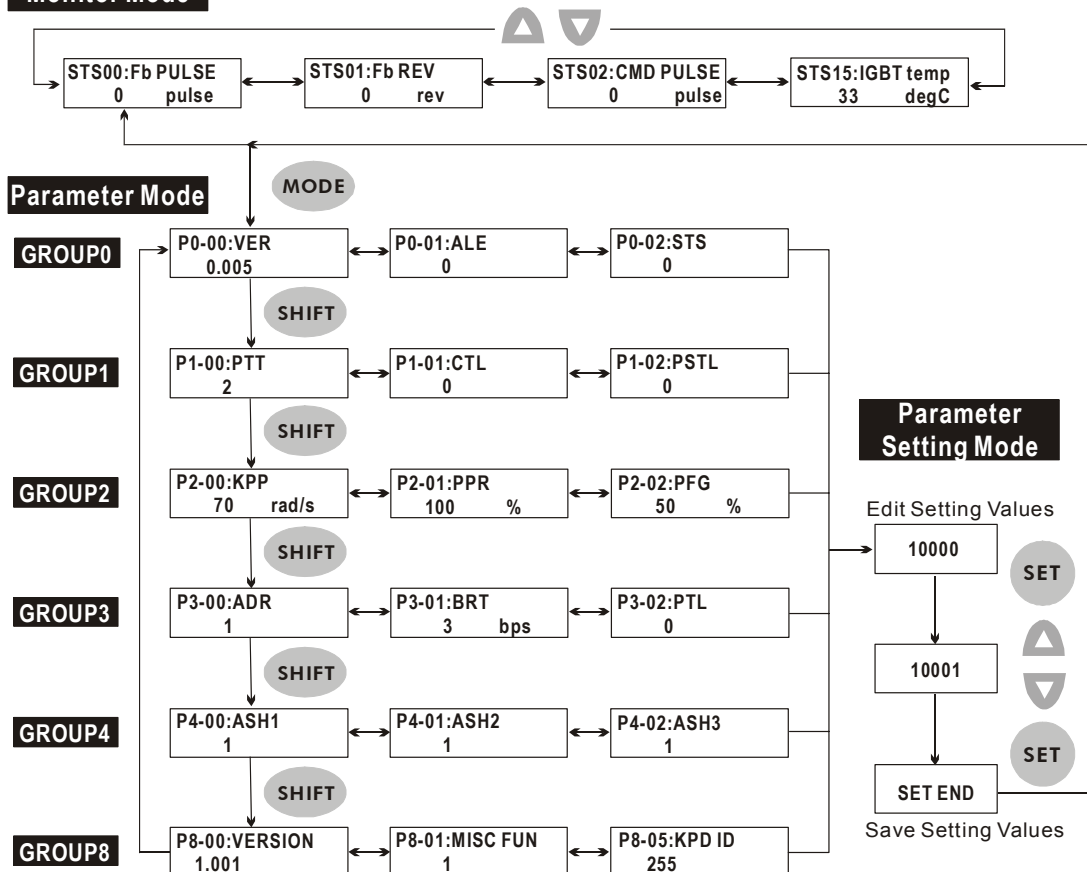 STS00:Fb PULSE
0 pulse
STS01:Fb REV
0 rev
STS02:CMD PULSE
0 pulse
STS15:IGBT temp
33 degC
MODE
Parameter Mode
GROUP0
P0-00:VER
0.005
P0-01:ALE
0
P0-02:STS
0
SHIFT
GROUP1
P1-00:PTT
2
P1-01:CTL
0
P1-02:PSTL
0
SHIFT
GROUP2
P2-00:KPP
70 rad/s
P2-01:PPR
100 %
P2-02:PFG
50 %
SHIFT
GROUP3
P3-00:ADR
1
P3-01:BRT
3 bps
P3-02:PTL
0
SHIFT
GROUP4
P4-00:ASH1
1
P4-01:ASH2
1
P4-02:ASH3
1
SHIFT
GROUP8
P8-00:VERSION
1.001
P8-01:MISC FUN
1
P8-05:KPD ID
255
Parameter
Setting Mode
Edit Setting Values
10000
SET
10001
SET
SET END
Save Setting Values